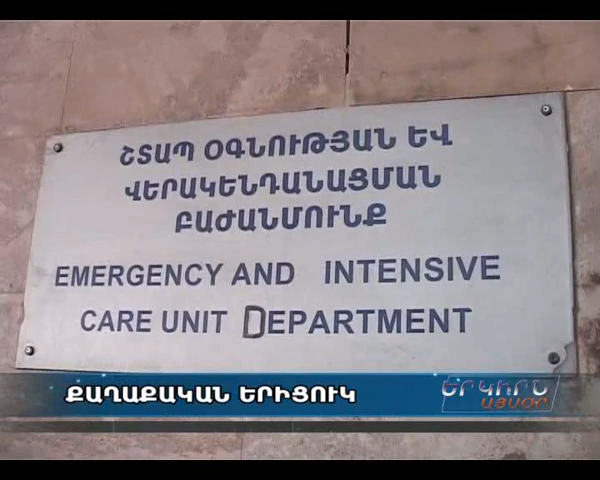 ՇՏԱՊ ՕԳՆՈՒԹՅԱՆ ԵՎ
ՎԵՐԱԿԵՆԴԱՆԱՑՄԱՆ
ԲԱԺԱՆՄՈՒՆՔ
EMERGENCY AND INTENSIVE
CARE UNIT DEPARTMENT
ՔԱՂԱՔԱԿԱՆ ԵՐԻՑՈՒԿ
ԵՐԿԻՐՆ
ԱՅՍՕՐ